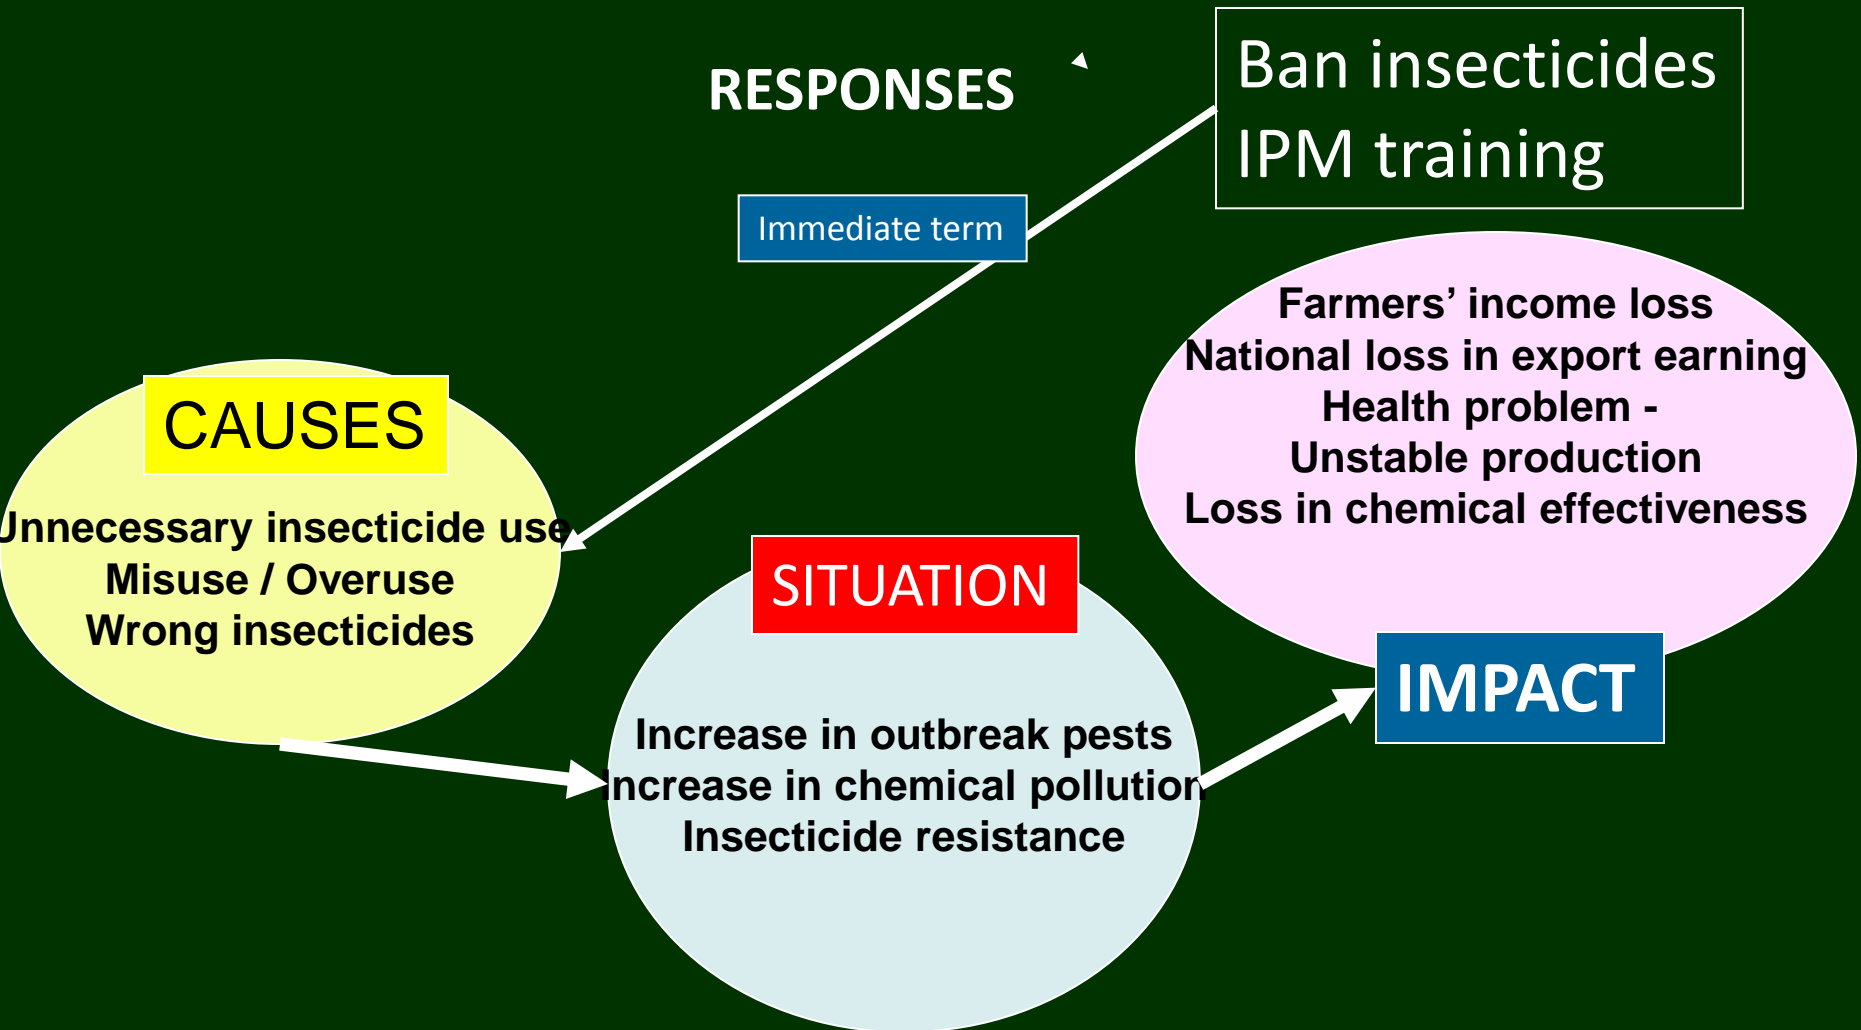 RESPONSES
Ban insecticides
IPM training
Immediate term
Farmers’ income loss
National loss in export earning
Health problem -
Unstable production
Loss in chemical effectiveness
IMPACT
CAUSES
Unnecessary insecticide use
Misuse / Overuse
Wrong insecticides
SITUATION
Increase in outbreak pests
Increase in chemical pollution
Insecticide resistance